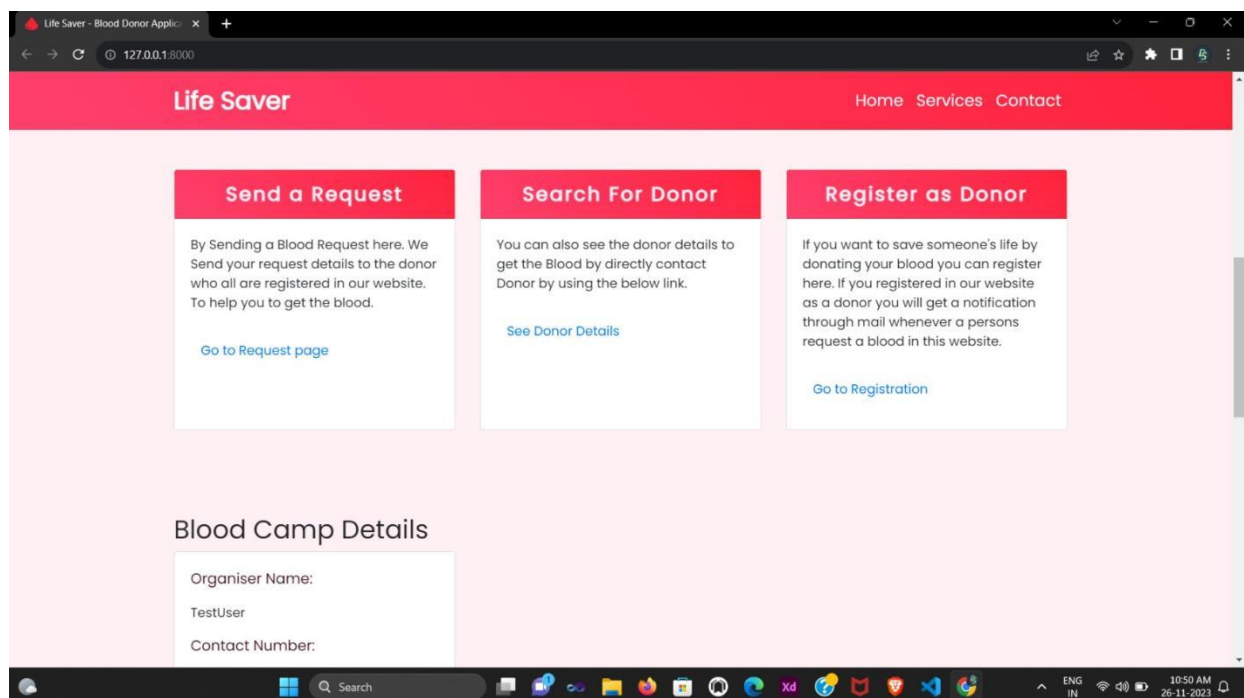 Life Saver - Blood Donor Applic
127.0.0.1:8000
Life Saver
Home Services Contact
Send a Request
By Sending a Blood Request here. We
Send your request details to the donor
who all are registered in our website.
To help you to get the blood.
Go to Request page
Search For Donor
You can also see the donor details to
get the Blood by directly contact
Donor by using the below link.
See Donor Details
Register as Donor
If you want to save someone's life by
donating your blood you can register
here. If you registered in our website
as a donor you will get a notification
through mail whenever a persons
request a blood in this website.
Go to Registration
Blood Camp Details
Organiser Name:
TestUser
Contact Number:
Search
Xd
ENG
IN
10:50 AM
26-11-2023